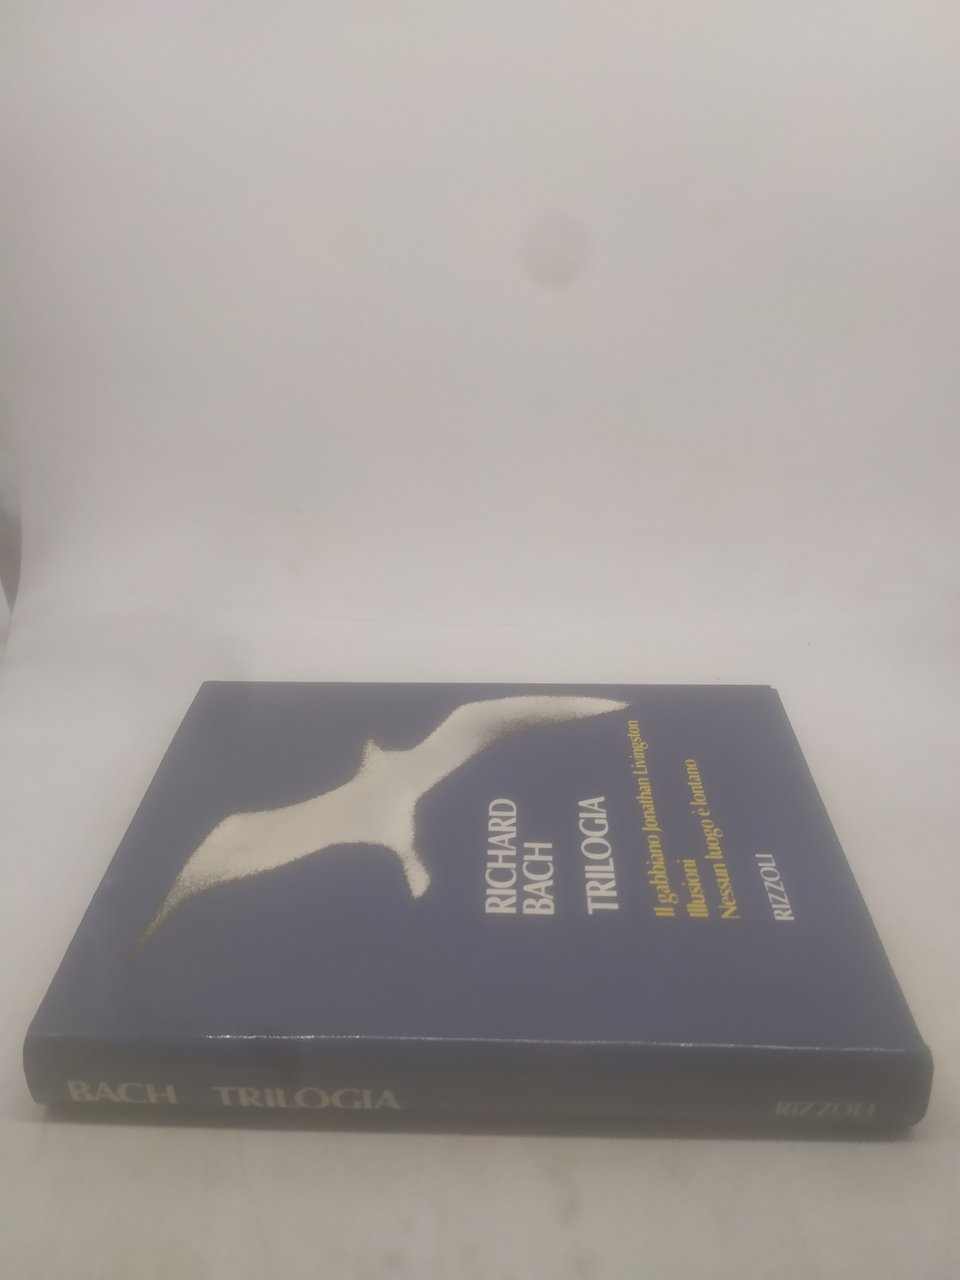 RICHARD
BACH
TRILOGIA
Il gabbiano Jonathan Livingston
Illusioni
Nessun luogo è lontano
RIZZOLI
BACH TRILOGIA RIZZOLI